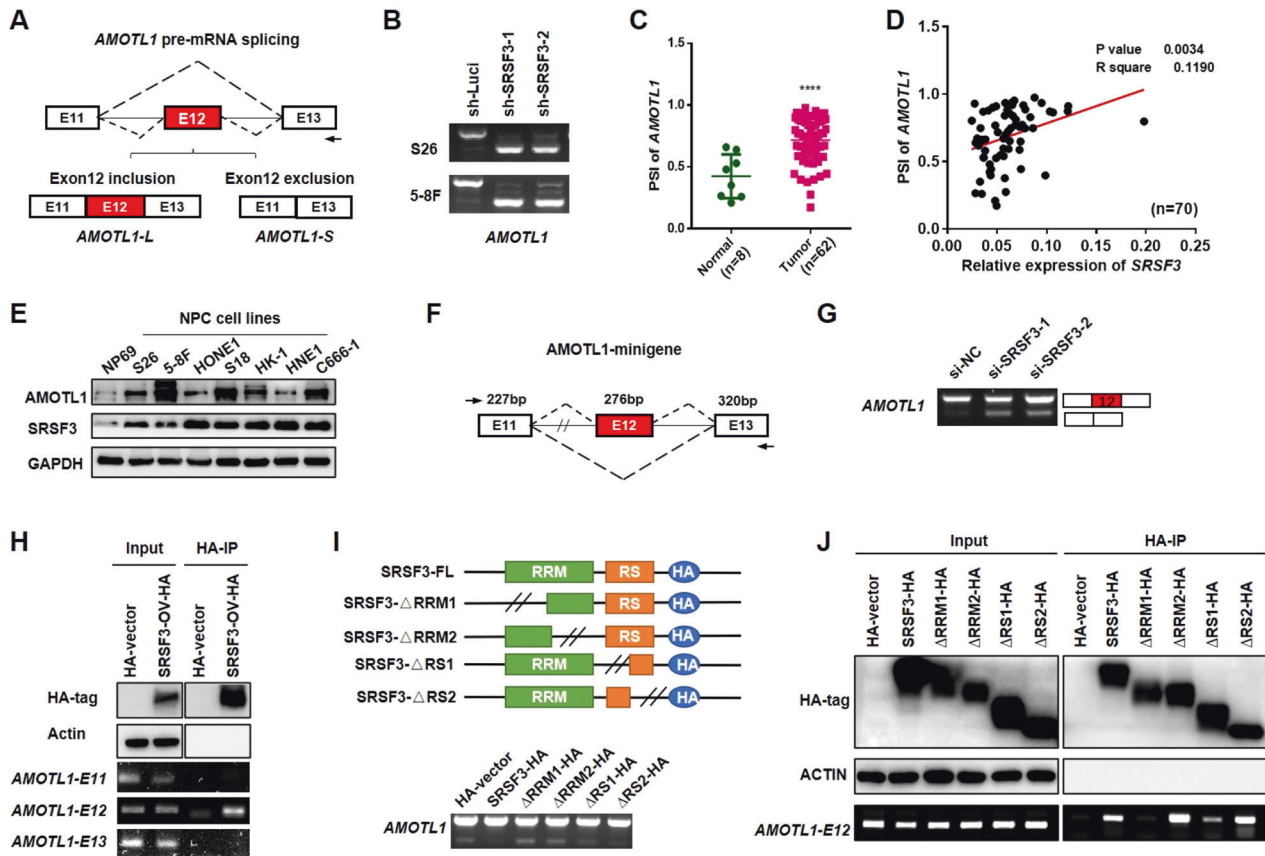 A
AMOTL1 pre-mRNA splicing
E11 E12 E13
Exon12 inclusion Exon12 exclusion
E11 E12 E13 E11 E13
AMOTL1-L AMOTL1-S
B
sh-Luci sh-SRSF3-1 sh-SRSF3-2
S26
5-8F
AMOTL1
C
PSI of AMOTL1
1.5
1.0
0.5
0.0
****
Normal (n=8) Tumor (n=62)
D
PSI of AMOTL1
1.5
1.0
0.5
0.0
P value 0.0034
R square 0.1190
(n=70)
0.00 0.05 0.10 0.15 0.20 0.25
Relative expression of SRSF3
E
NPC cell lines
NP69 S26 5-8F HONE1 S18 HK-1 HNE1 C666-1
AMOTL1
SRSF3
GAPDH
F
AMOTL1-minigene
227bp 276bp 320bp
E11 E12 E13
G
si-NC si-SRSF3-1 si-SRSF3-2
AMOTL1 12
H
Input HA-IP
HA-vector SRSF3-OV-HA HA-vector SRSF3-OV-HA
HA-tag
Actin
AMOTL1-E11
AMOTL1-E12
AMOTL1-E13
I
SRSF3-FL RRM RS HA
SRSF3-△RRM1 RS HA
SRSF3-△RRM2 RS HA
SRSF3-△RS1 RRM HA
SRSF3-△RS2 RRM HA
HA-vector SRSF3-HA △RRM1-HA △RRM2-HA △RS1-HA △RS2-HA
AMOTL1
J
Input HA-IP
HA-vector SRSF3-HA ΔRRM1-HA ΔRRM2-HA ΔRS1-HA ΔRS2-HA HA-vector SRSF3-HA ΔRRM1-HA ΔRRM2-HA ΔRS1-HA ΔRS2-HA
HA-tag
ACTIN
AMOTL1-E12